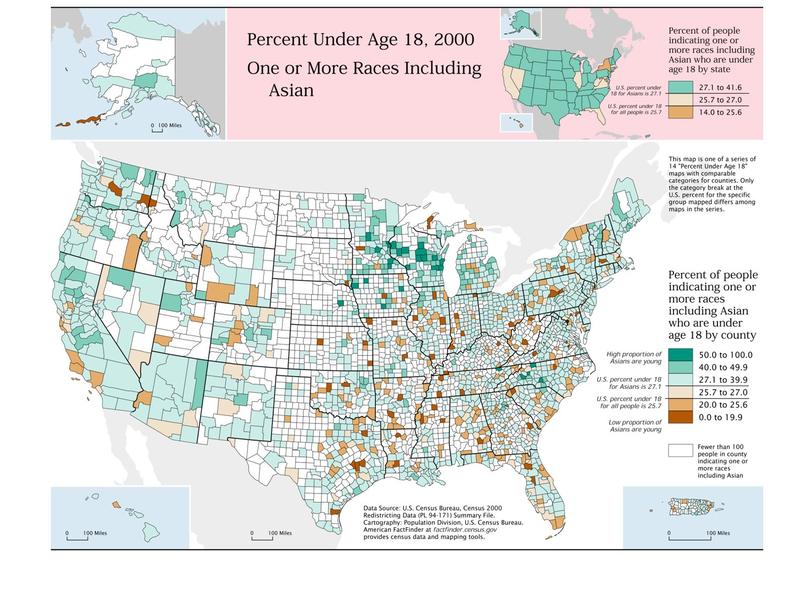 Percent Under Age 18, 2000
One or More Races Including
Asian
0 100 Miles
Percent of people
indicating one or
more races including
Asian who are under
age 18 by state
U.S. percent under
18 for Asians is 27.1
U.S. percent under 18
for all people is 25.7
27.1 to 41.6
25.7 to 27.0
14.0 to 25.6
This map is one of a series of
14 "Percent Under Age 18"
maps with comparable
categories for counties. Only
the category break at the
U.S. percent for the specific
group mapped differs among
maps in the series.
Percent of people
indicating one or
more races
including Asian
who are under
age 18 by county
High proportion of
Asians are young
U.S. percent under 18
for Asians is 27.1
U.S. percent under 18
for all people is 25.7
Low proportion of
Asians are young
50.0 to 100.0
40.0 to 49.9
27.1 to 39.9
25.7 to 27.0
20.0 to 25.6
0.0 to 19.9
Fewer than 100
people in county
indicating one or
more races
including Asian
0 100 Miles
0 100 Miles
Data Source: U.S. Census Bureau, Census 2000
Redistricting Data (PL 94-171) Summary File.
Cartography: Population Division, U.S. Census Bureau.
American FactFinder at factfinder.census.gov
provides census data and mapping tools.
0 100 Miles